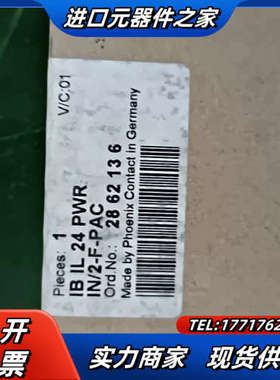 进口元器件之家
V/C:01
Pieces: 1
IB IL 24 PWR
IN/2-F-PAC
Ord.No.: 28 62 13 6
Made by Phoenix Contact in Germany
可开票
TEL:1771762
实力商家 现货供